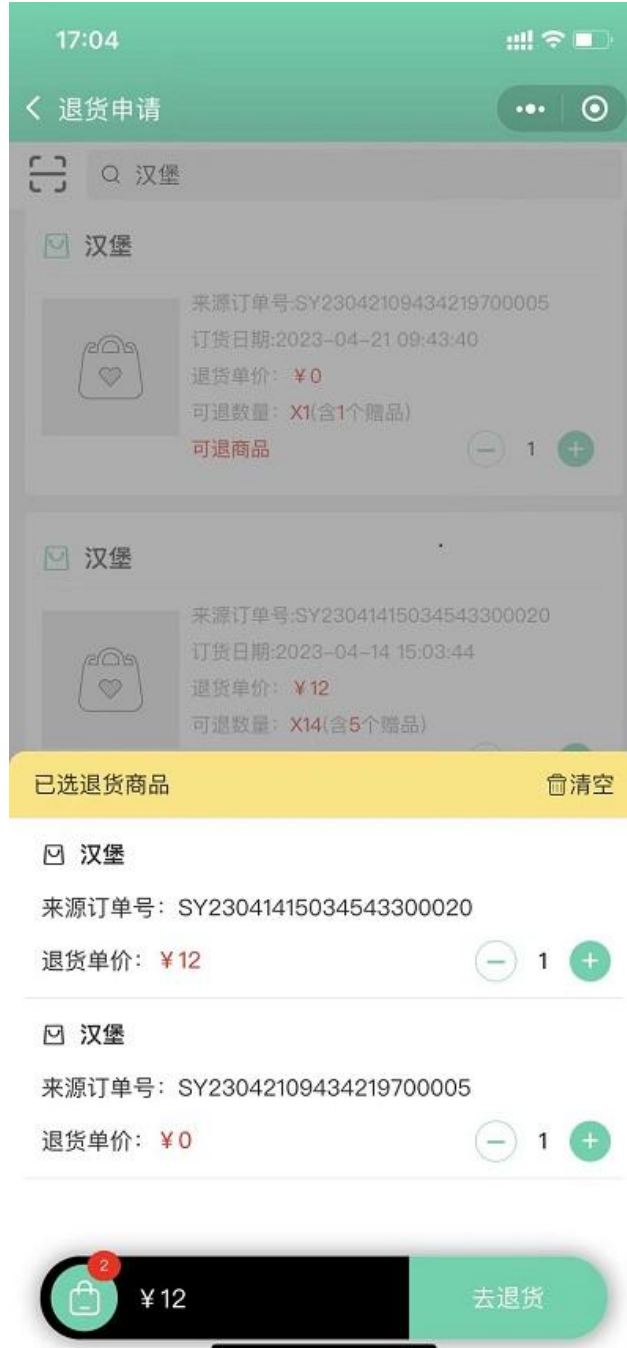 17:04
退货申请
汉堡
汉堡
来源订单号:SY23042109434219700005
订货日期:2023-04-21 09:43:40
退货单价：￥0
可退数量：X1(含1个赠品)
可退商品
1
汉堡
来源订单号:SY23041415034543300020
订货日期:2023-04-14 15:03:44
退货单价：￥12
可退数量：X14(含5个赠品)
已选退货商品
清空
汉堡
来源订单号：SY23041415034543300020
退货单价：￥12
1
汉堡
来源订单号：SY23042109434219700005
退货单价：￥0
1
2
￥12
去退货